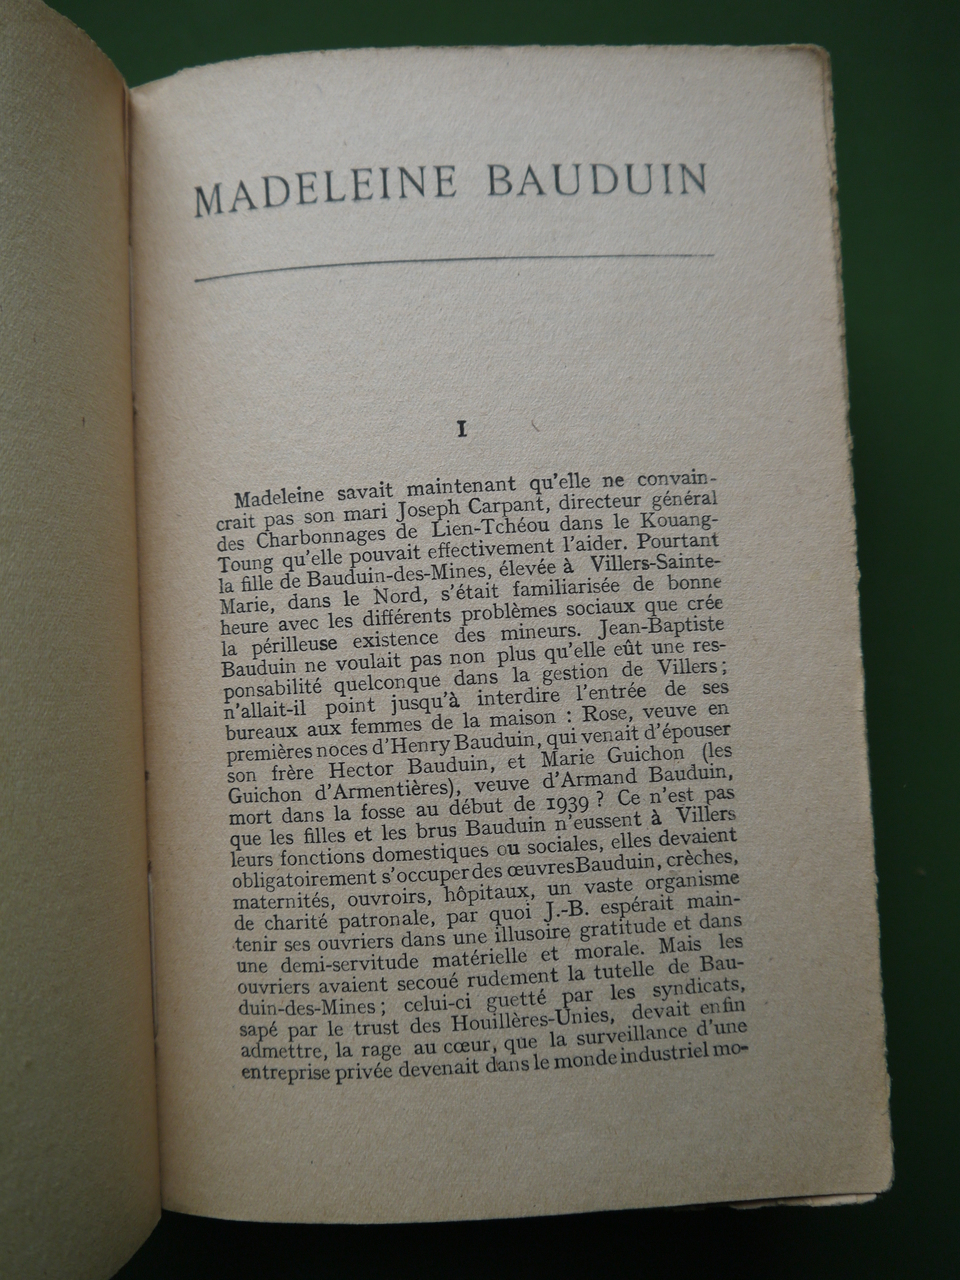 MADELEINE BAUDUIN
I
Madeleine savait maintenant qu'elle ne convain-
crait pas son mari Joseph Carpant, directeur général
des Charbonnages de Lien-Tchéou dans le Kouang-
Toung qu'elle pouvait effectivement l'aider. Pourtant
la fille de Bauduin-des-Mines, élevée à Villers-Sainte-
Marie, dans le Nord, s'était familiarisée de bonne
heure avec les différents problèmes sociaux que crée
la périlleuse existence des mineurs. Jean-Baptiste
Bauduin ne voulait pas non plus qu'elle eût une res-
ponsabilité quelconque dans la gestion de Villers ;
n'allait-il point jusqu'à interdire l'entrée de ses
bureaux aux femmes de la maison : Rose, veuve en
premières noces d'Henry Bauduin, qui venait d'épouser
son frère Hector Bauduin, et Marie Guichon (les
Guichon d'Armentières), veuve d'Armand Bauduin,
mort dans la fosse au début de 1939 ? Ce n'est pas
que les filles et les brus Bauduin n'eussent à Villers
leurs fonctions domestiques ou sociales, elles devaient
obligatoirement s'occuper des œuvresBauduin, crèches,
maternités, ouvroirs, hôpitaux, un vaste organisme
de charité patronale, par quoi J.-B. espérait main-
tenir ses ouvriers dans une illusoire gratitude et dans
une demi-servitude matérielle et morale. Mais les
ouvriers avaient secoué rudement la tutelle de Bau-
duin-des-Mines ; celui-ci guetté par les syndicats,
sapé par le trust des Houillères-Unies, devait enfin
admettre, la rage au cœur, que la surveillance d'une
entreprise privée devenait dans le monde industriel mo-